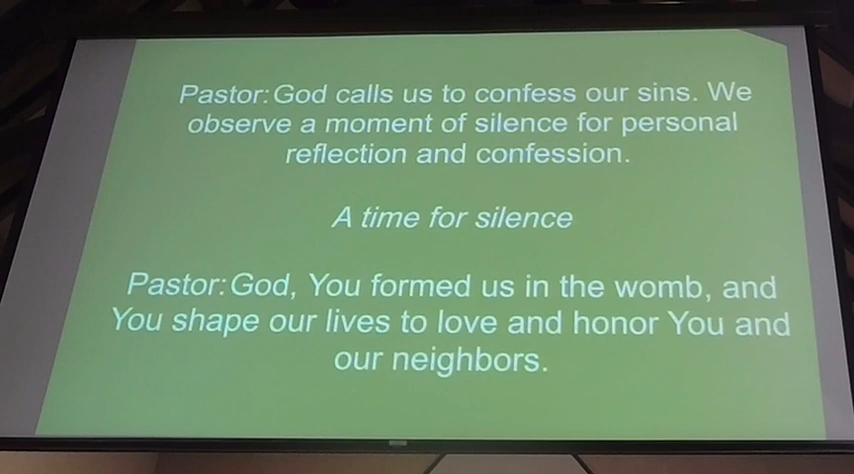 Pastor: God calls us to confess our sins. We
observe a moment of silence for personal
reflection and confession.
A time for silence
Pastor: God, You formed us in the womb, and
You shape our lives to love and honor You and
our neighbors.